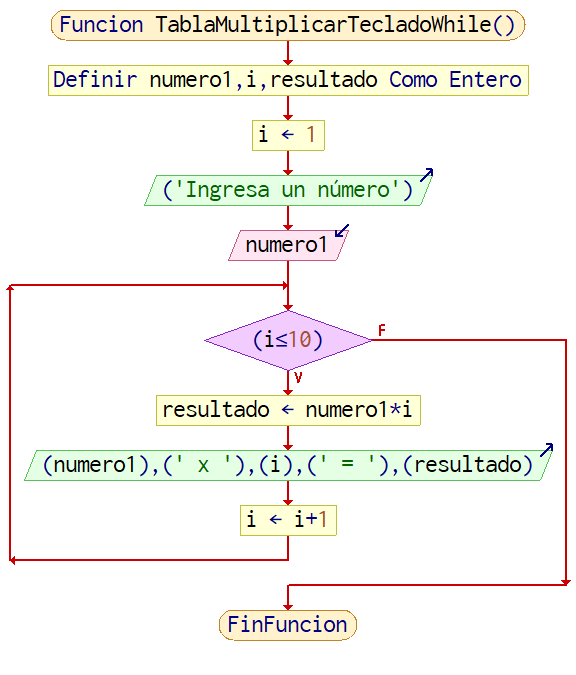 Funcion TablaMultiplicarTecladoWhile()
Definir numero1,i,resultado Como Entero
i ← 1
('Ingresa un número')
numero1
(i≤10)
F
V
resultado ← numero1*i
(numero1),(' x '),(i),(' = '),(resultado)
i ← i+1
FinFuncion